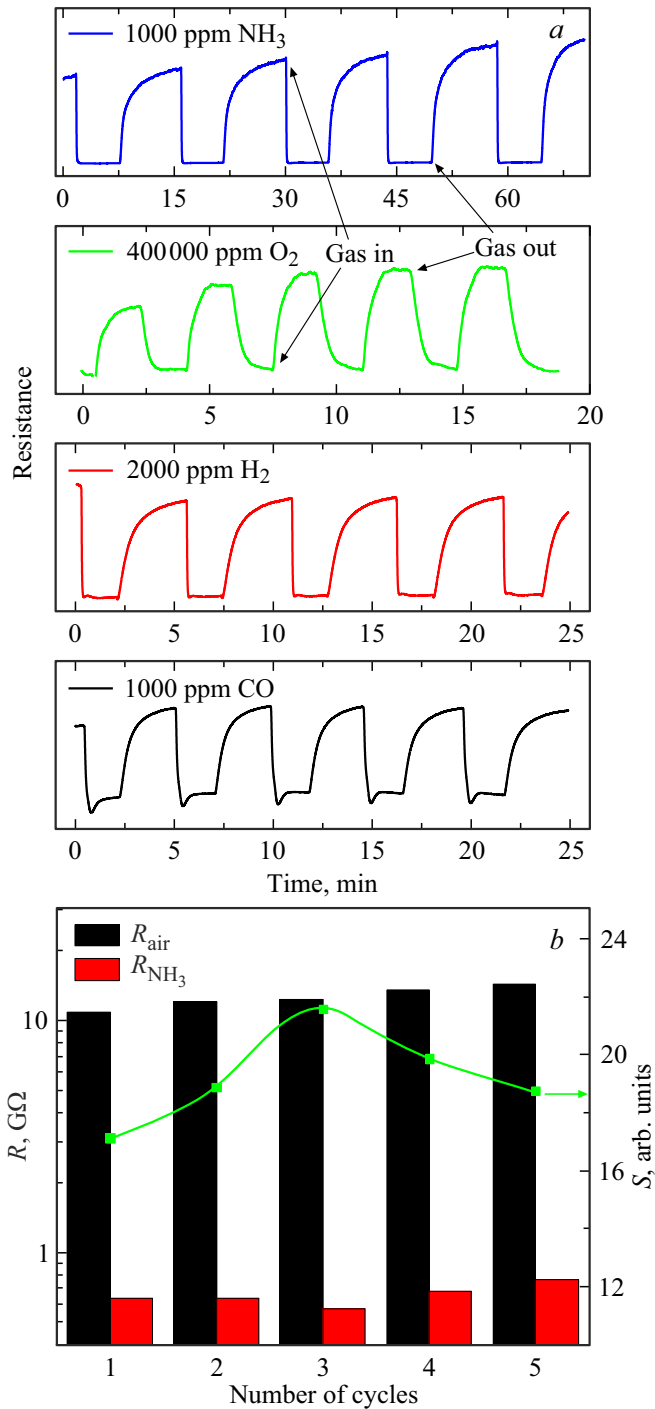 1000 ppm NH3
a
0 15 30 45 60
400 000 ppm O2
Gas in
Gas out
0 5 10 15 20
Resistance
2000 ppm H2
0 5 10 15 20 25
1000 ppm CO
0 5 10 15 20 25
Time, min
Rair
RNH3
b
24
20
16
12
10
1
R, GΩ
S, arb. units
1 2 3 4 5
Number of cycles